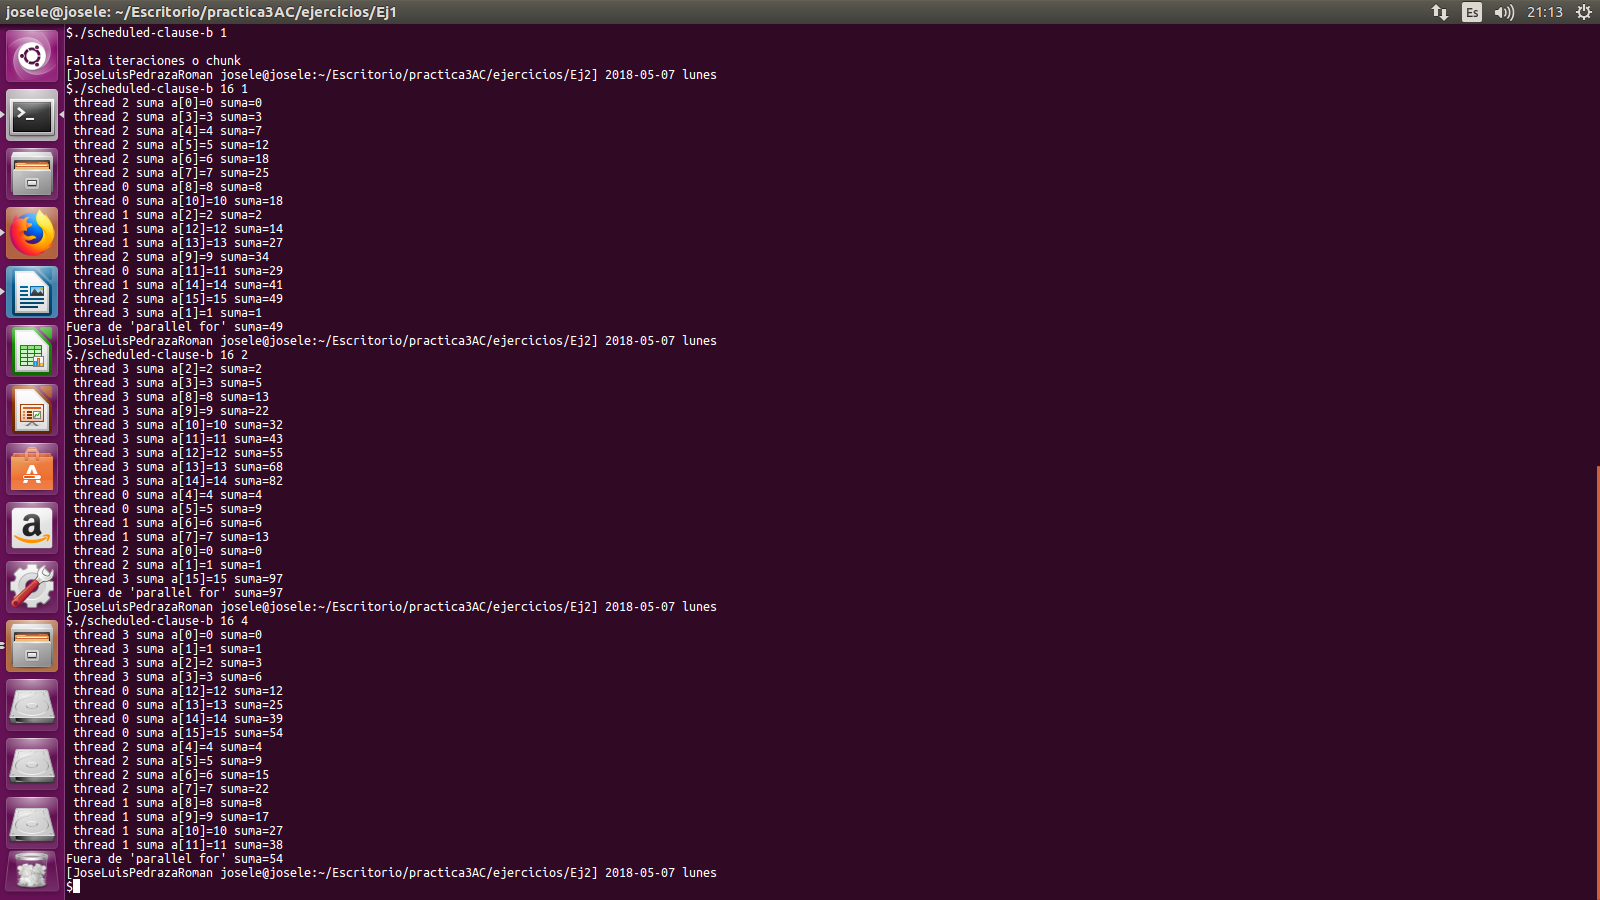 josele@josele: ~/Escritorio/practica3AC/ejercicios/Ej1
Es
21:13
$./scheduled-clause-b 1
Falta iteraciones o chunk
[JoseLuisPedrazaRoman josele@josele:~/Escritorio/practica3AC/ejercicios/Ej2] 2018-05-07 lunes
$./scheduled-clause-b 16 1
thread 2 suma a[0]=0 suma=0
thread 2 suma a[3]=3 suma=3
thread 2 suma a[4]=4 suma=7
thread 2 suma a[5]=5 suma=12
thread 2 suma a[6]=6 suma=18
thread 2 suma a[7]=7 suma=25
thread 0 suma a[8]=8 suma=8
thread 0 suma a[10]=10 suma=18
thread 1 suma a[2]=2 suma=2
thread 1 suma a[12]=12 suma=14
thread 1 suma a[13]=13 suma=27
thread 2 suma a[9]=9 suma=34
thread 0 suma a[11]=11 suma=29
thread 1 suma a[14]=14 suma=41
thread 2 suma a[15]=15 suma=49
thread 3 suma a[1]=1 suma=1
Fuera de 'parallel for' suma=49
[JoseLuisPedrazaRoman josele@josele:~/Escritorio/practica3AC/ejercicios/Ej2] 2018-05-07 lunes
$./scheduled-clause-b 16 2
thread 3 suma a[2]=2 suma=2
thread 3 suma a[3]=3 suma=5
thread 3 suma a[8]=8 suma=13
thread 3 suma a[9]=9 suma=22
thread 3 suma a[10]=10 suma=32
thread 3 suma a[11]=11 suma=43
thread 3 suma a[12]=12 suma=55
thread 3 suma a[13]=13 suma=68
thread 3 suma a[14]=14 suma=82
thread 0 suma a[4]=4 suma=4
thread 0 suma a[5]=5 suma=9
thread 1 suma a[6]=6 suma=6
thread 1 suma a[7]=7 suma=13
thread 2 suma a[0]=0 suma=0
thread 2 suma a[1]=1 suma=1
thread 3 suma a[15]=15 suma=97
Fuera de 'parallel for' suma=97
[JoseLuisPedrazaRoman josele@josele:~/Escritorio/practica3AC/ejercicios/Ej2] 2018-05-07 lunes
$./scheduled-clause-b 16 4
thread 3 suma a[0]=0 suma=0
thread 3 suma a[1]=1 suma=1
thread 3 suma a[2]=2 suma=3
thread 3 suma a[3]=3 suma=6
thread 0 suma a[12]=12 suma=12
thread 0 suma a[13]=13 suma=25
thread 0 suma a[14]=14 suma=39
thread 0 suma a[15]=15 suma=54
thread 2 suma a[4]=4 suma=4
thread 2 suma a[5]=5 suma=9
thread 2 suma a[6]=6 suma=15
thread 2 suma a[7]=7 suma=22
thread 1 suma a[8]=8 suma=8
thread 1 suma a[9]=9 suma=17
thread 1 suma a[10]=10 suma=27
thread 1 suma a[11]=11 suma=38
Fuera de 'parallel for' suma=54
[JoseLuisPedrazaRoman josele@josele:~/Escritorio/practica3AC/ejercicios/Ej2] 2018-05-07 lunes
$